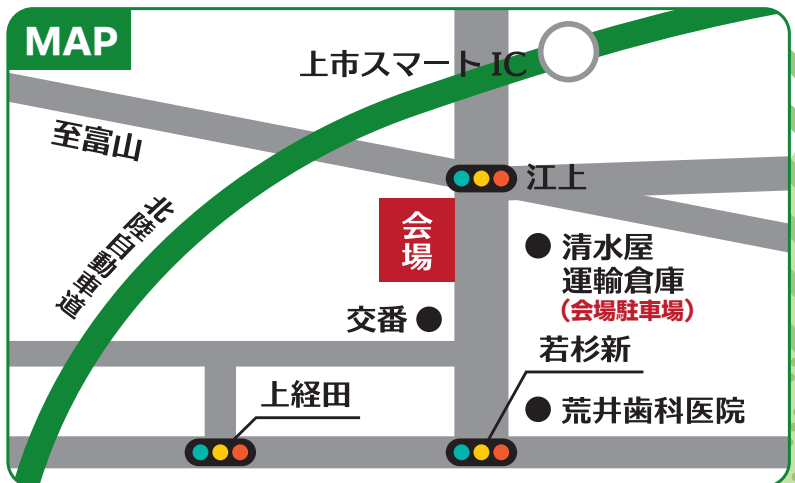 MAP
上市スマートIC
至富山
江上
北陸自動車道
会場
清水屋
運輸倉庫
(会場駐車場)
交番
若杉新
上経田
荒井歯科医院